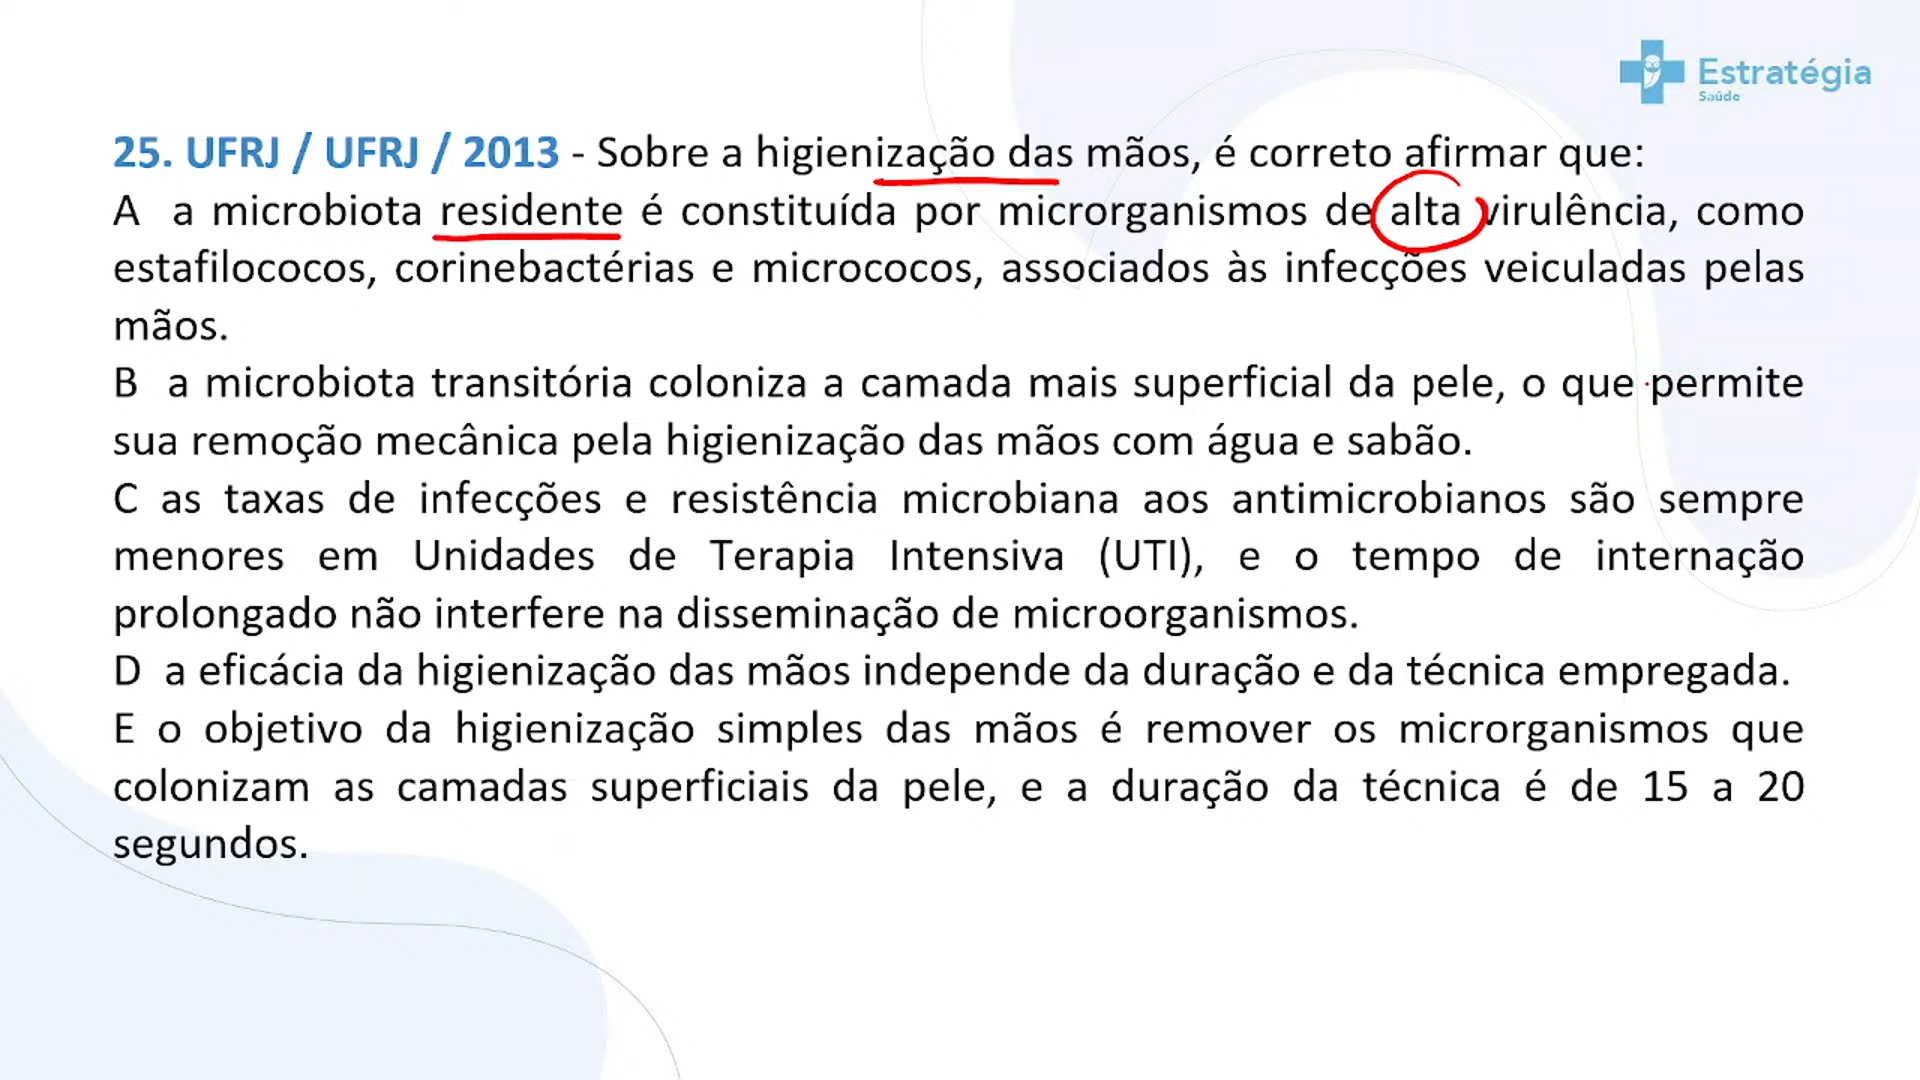 Estratégia
Saúde
25. UFRJ / UFRJ / 2013 - Sobre a higienização das mãos, é correto afirmar que:
A a microbiota residente é constituída por microrganismos de alta virulência, como
estafilococos, corinebactérias e micrococos, associados às infecções veiculadas pelas
mãos.
B a microbiota transitória coloniza a camada mais superficial da pele, o que permite
sua remoção mecânica pela higienização das mãos com água e sabão.
C as taxas de infecções e resistência microbiana aos antimicrobianos são sempre
menores em Unidades de Terapia Intensiva (UTI), e o tempo de internação
prolongado não interfere na disseminação de microorganismos.
D a eficácia da higienização das mãos independe da duração e da técnica empregada.
E o objetivo da higienização simples das mãos é remover os microrganismos que
colonizam as camadas superficiais da pele, e a duração da técnica é de 15 a 20
segundos.